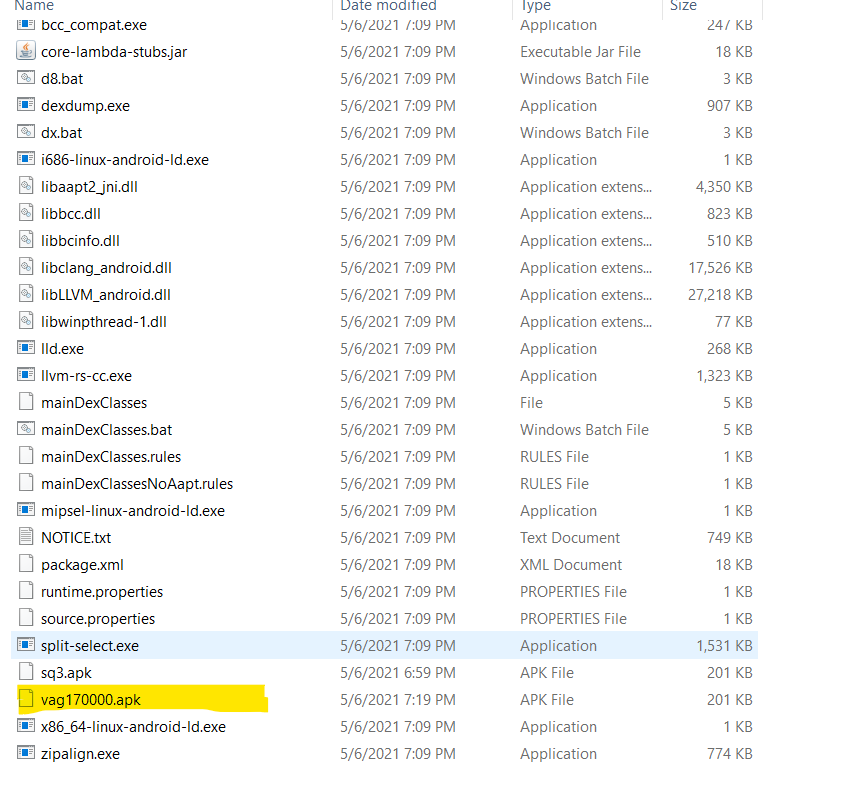 Name Date modified Type Size
bcc_compat.exe 5/6/2021 7:09 PM Application 247 KB
core-lambda-stubs.jar 5/6/2021 7:09 PM Executable Jar File 18 KB
d8.bat 5/6/2021 7:09 PM Windows Batch File 3 KB
dexdump.exe 5/6/2021 7:09 PM Application 907 KB
dx.bat 5/6/2021 7:09 PM Windows Batch File 3 KB
i686-linux-android-ld.exe 5/6/2021 7:09 PM Application 1 KB
libaapt2_jni.dll 5/6/2021 7:09 PM Application extens... 4,350 KB
libbcc.dll 5/6/2021 7:09 PM Application extens... 823 KB
libbcinfo.dll 5/6/2021 7:09 PM Application extens... 510 KB
libclang_android.dll 5/6/2021 7:09 PM Application extens... 17,526 KB
libLLVM_android.dll 5/6/2021 7:09 PM Application extens... 27,218 KB
libwinpthread-1.dll 5/6/2021 7:09 PM Application extens... 77 KB
lld.exe 5/6/2021 7:09 PM Application 268 KB
llvm-rs-cc.exe 5/6/2021 7:09 PM Application 1,323 KB
mainDexClasses 5/6/2021 7:09 PM File 5 KB
mainDexClasses.bat 5/6/2021 7:09 PM Windows Batch File 5 KB
mainDexClasses.rules 5/6/2021 7:09 PM RULES File 1 KB
mainDexClassesNoAapt.rules 5/6/2021 7:09 PM RULES File 1 KB
mipsel-linux-android-ld.exe 5/6/2021 7:09 PM Application 1 KB
NOTICE.txt 5/6/2021 7:09 PM Text Document 749 KB
package.xml 5/6/2021 7:09 PM XML Document 18 KB
runtime.properties 5/6/2021 7:09 PM PROPERTIES File 1 KB
source.properties 5/6/2021 7:09 PM PROPERTIES File 1 KB
split-select.exe 5/6/2021 7:09 PM Application 1,531 KB
sq3.apk 5/6/2021 6:59 PM APK File 201 KB
vag170000.apk 5/6/2021 7:19 PM APK File 201 KB
x86_64-linux-android-ld.exe 5/6/2021 7:09 PM Application 1 KB
zipalign.exe 5/6/2021 7:09 PM Application 774 KB